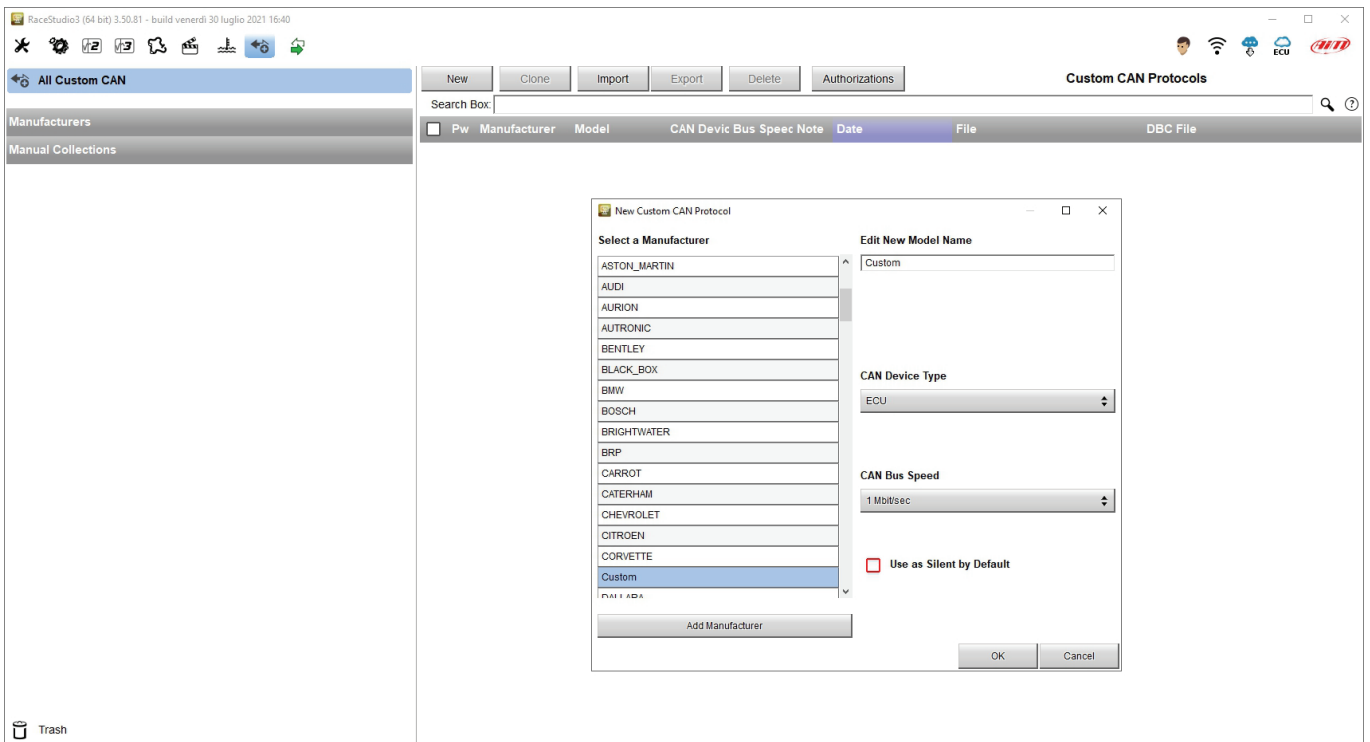 RaceStudio3 (64 bit) 3.50.81 - build venerdì 30 luglio 2021 16:40
ECU
AiM
All Custom CAN
New Clone Import Export Delete Authorizations Custom CAN Protocols
Search Box:
Manufacturers
Manual Collections
Pw Manufacturer Model CAN Devic Bus Speec Note Date File DBC File
New Custom CAN Protocol
Select a Manufacturer
ASTON_MARTIN
AUDI
AURION
AUTRONIC
BENTLEY
BLACK_BOX
BMW
BOSCH
BRIGHTWATER
BRP
CARROT
CATERHAM
CHEVROLET
CITROEN
CORVETTE
Custom
DALLARA
Add Manufacturer
Edit New Model Name
Custom
CAN Device Type
ECU
CAN Bus Speed
1 Mbit/sec
Use as Silent by Default
OK Cancel
Trash